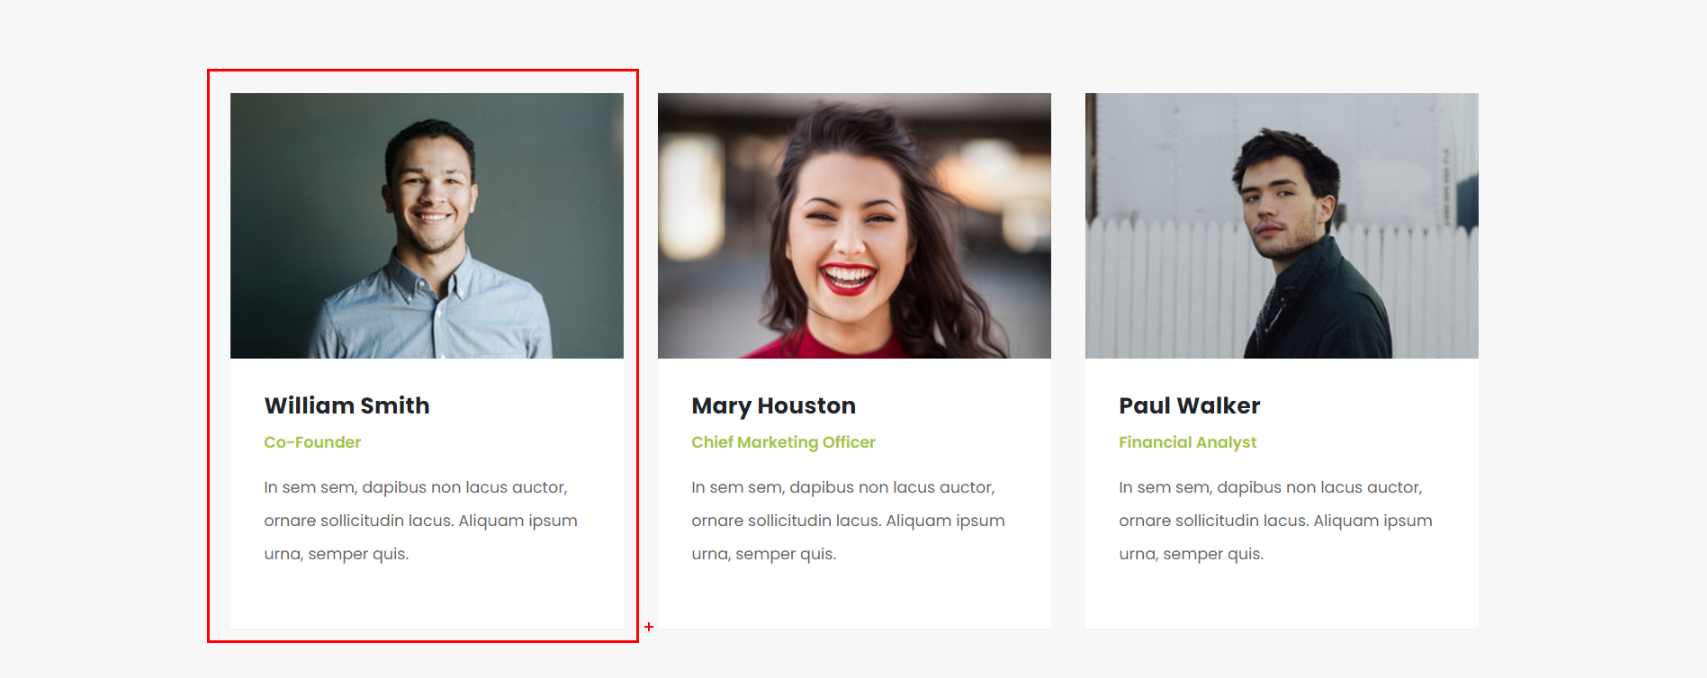 William Smith
Co-Founder
In sem sem, dapibus non lacus auctor,
ornare sollicitudin lacus. Aliquam ipsum
urna, semper quis.
Mary Houston
Chief Marketing Officer
In sem sem, dapibus non lacus auctor,
ornare sollicitudin lacus. Aliquam ipsum
urna, semper quis.
Paul Walker
Financial Analyst
In sem sem, dapibus non lacus auctor,
ornare sollicitudin lacus. Aliquam ipsum
urna, semper quis.